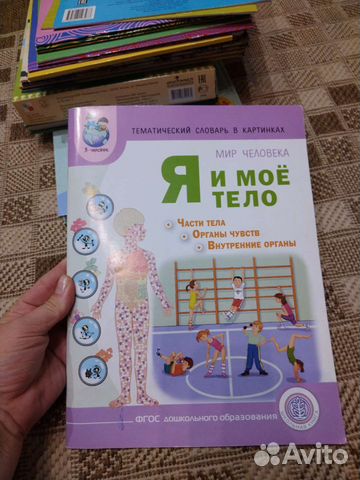 ТЕМАТИЧЕСКИЙ СЛОВАРЬ В КАРТИНКАХ
МИР ЧЕЛОВЕКА
Я И МОЁ
ТЕЛО
ЧАСТИ ТЕЛА
ОРГАНЫ ЧУВСТВ
ВНУТРЕННИЕ ОРГАНЫ
ФГОС ДОШКОЛЬНОГО ОБРАЗОВАНИЯ
Avito